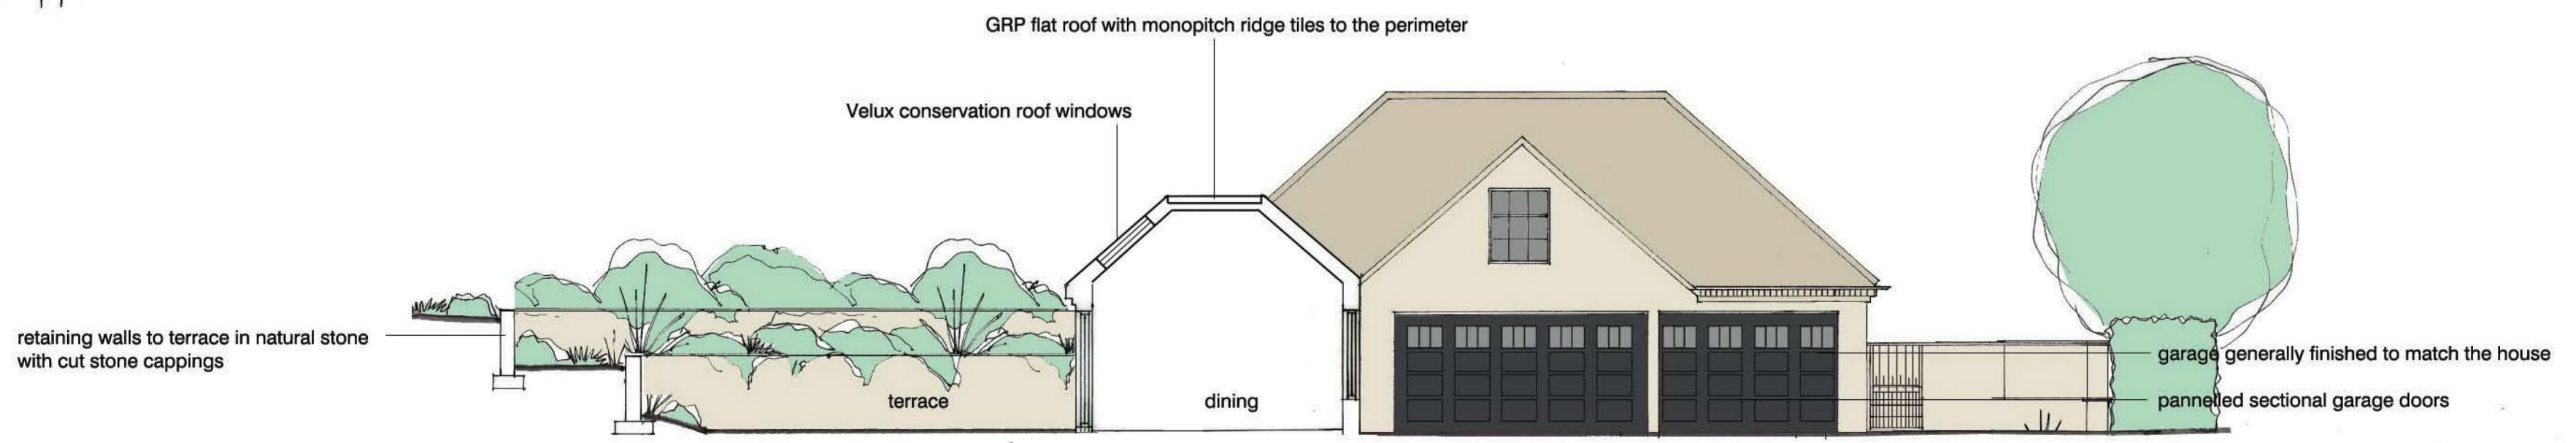 GRP flat roof with monopitch ridge tiles to the perimeter
Velux conservation roof windows
retaining walls to terrace in natural stone
with cut stone cappings
terrace
dining
garage generally finished to match the house
pannelled sectional garage doors